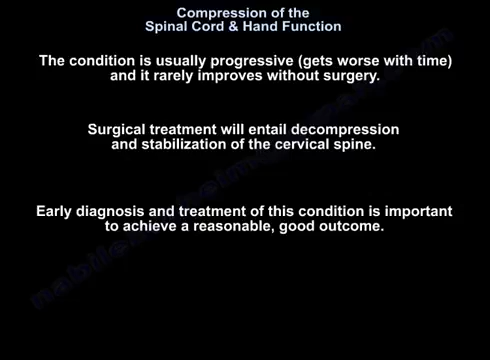 Compression of the
Spinal Cord & Hand Function
The condition is usually progressive (gets worse with time)
and it rarely improves without surgery.
Surgical treatment will entail decompression
and stabilization of the cervical spine.
Early diagnosis and treatment of this condition is important
to achieve a reasonable, good outcome.